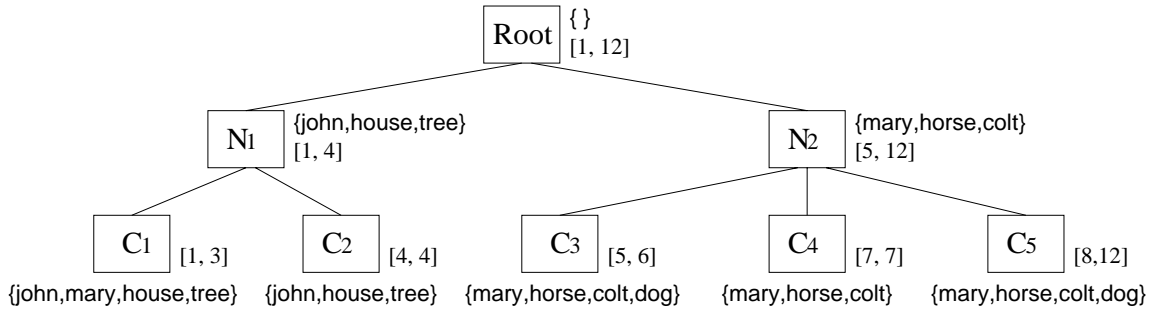 Root
{ }
[1, 12]
N1
{john,house,tree}
[1, 4]
N2
{mary,horse,colt}
[5, 12]
C1
[1, 3]
C2
[4, 4]
C3
[5, 6]
C4
[7, 7]
C5
[8,12]
{john,mary,house,tree}
{john,house,tree}
{mary,horse,colt,dog}
{mary,horse,colt}
{mary,horse,colt,dog}